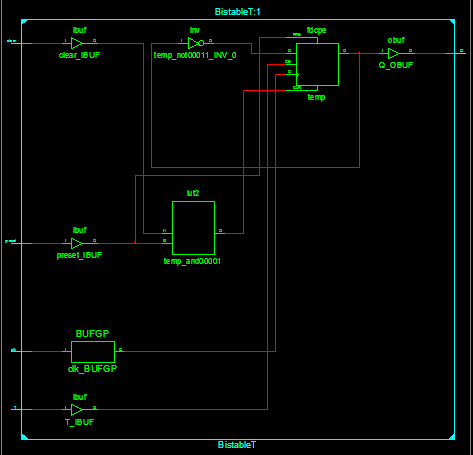 BistableT:1
ibuf
inv
fdcpe
obuf
clear_IBUF
temp_not00011_INV_0
Q_OBUF
temp
lut2
ibuf
preset_IBUF
temp_and00001
BUFGP
clk_BUFGP
ibuf
T_IBUF
BistableT